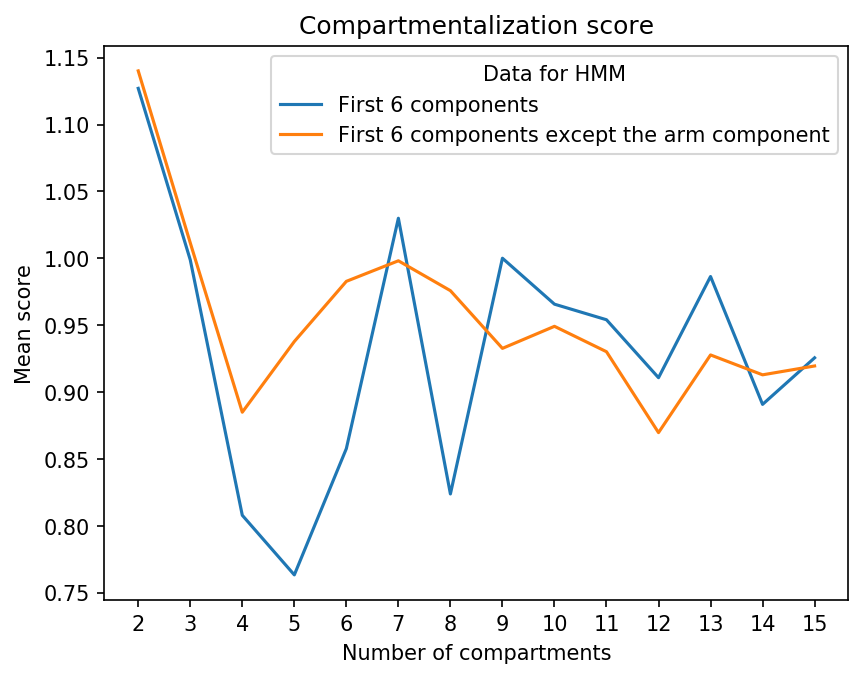 Compartmentalization score
Data for HMM
First 6 components
First 6 components except the arm component
Mean score
1.15
1.10
1.05
1.00
0.95
0.90
0.85
0.80
0.75
2 3 4 5 6 7 8 9 10 11 12 13 14 15
Number of compartments